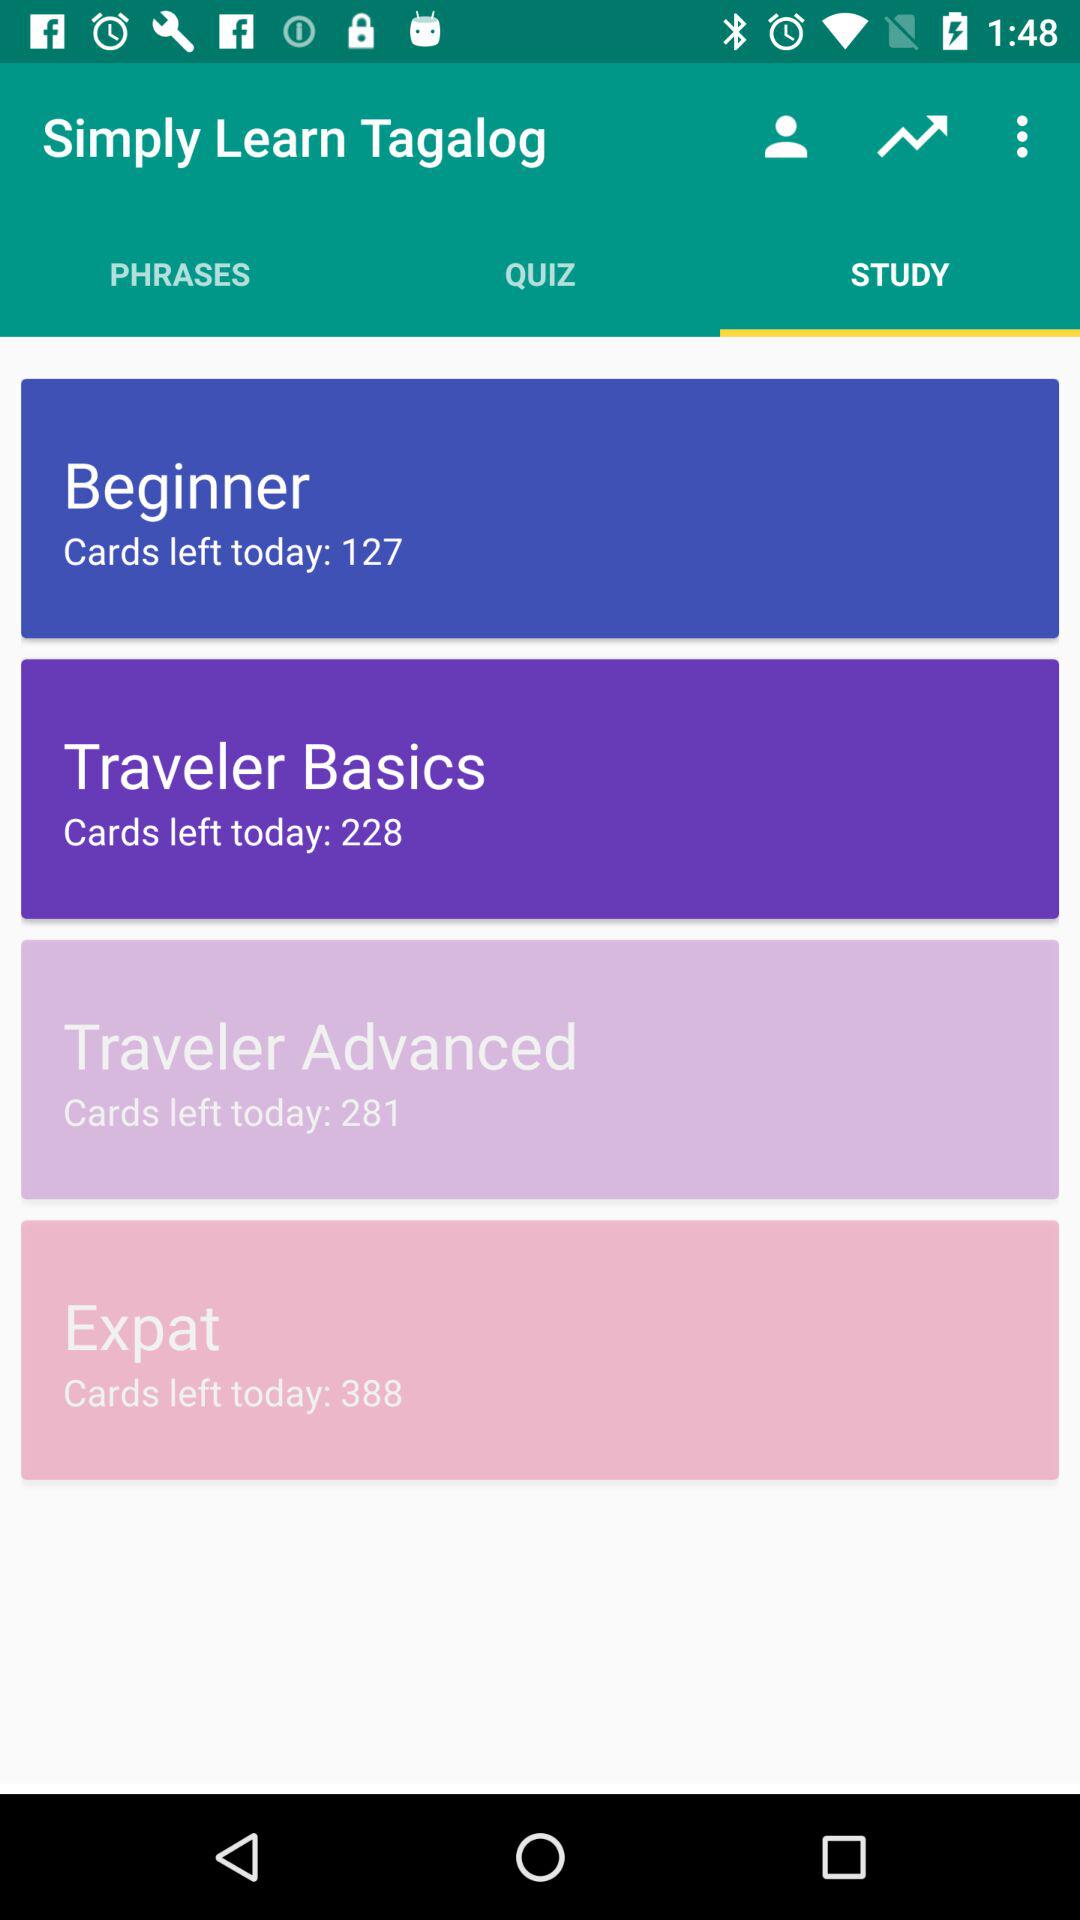 1:48
Simply Learn Tagalog
PHRASES QUIZ STUDY
Beginner
Cards left today: 127
Traveler Basics
Cards left today: 228
Traveler Advanced
Cards left today: 281
Expat
Cards left today: 388